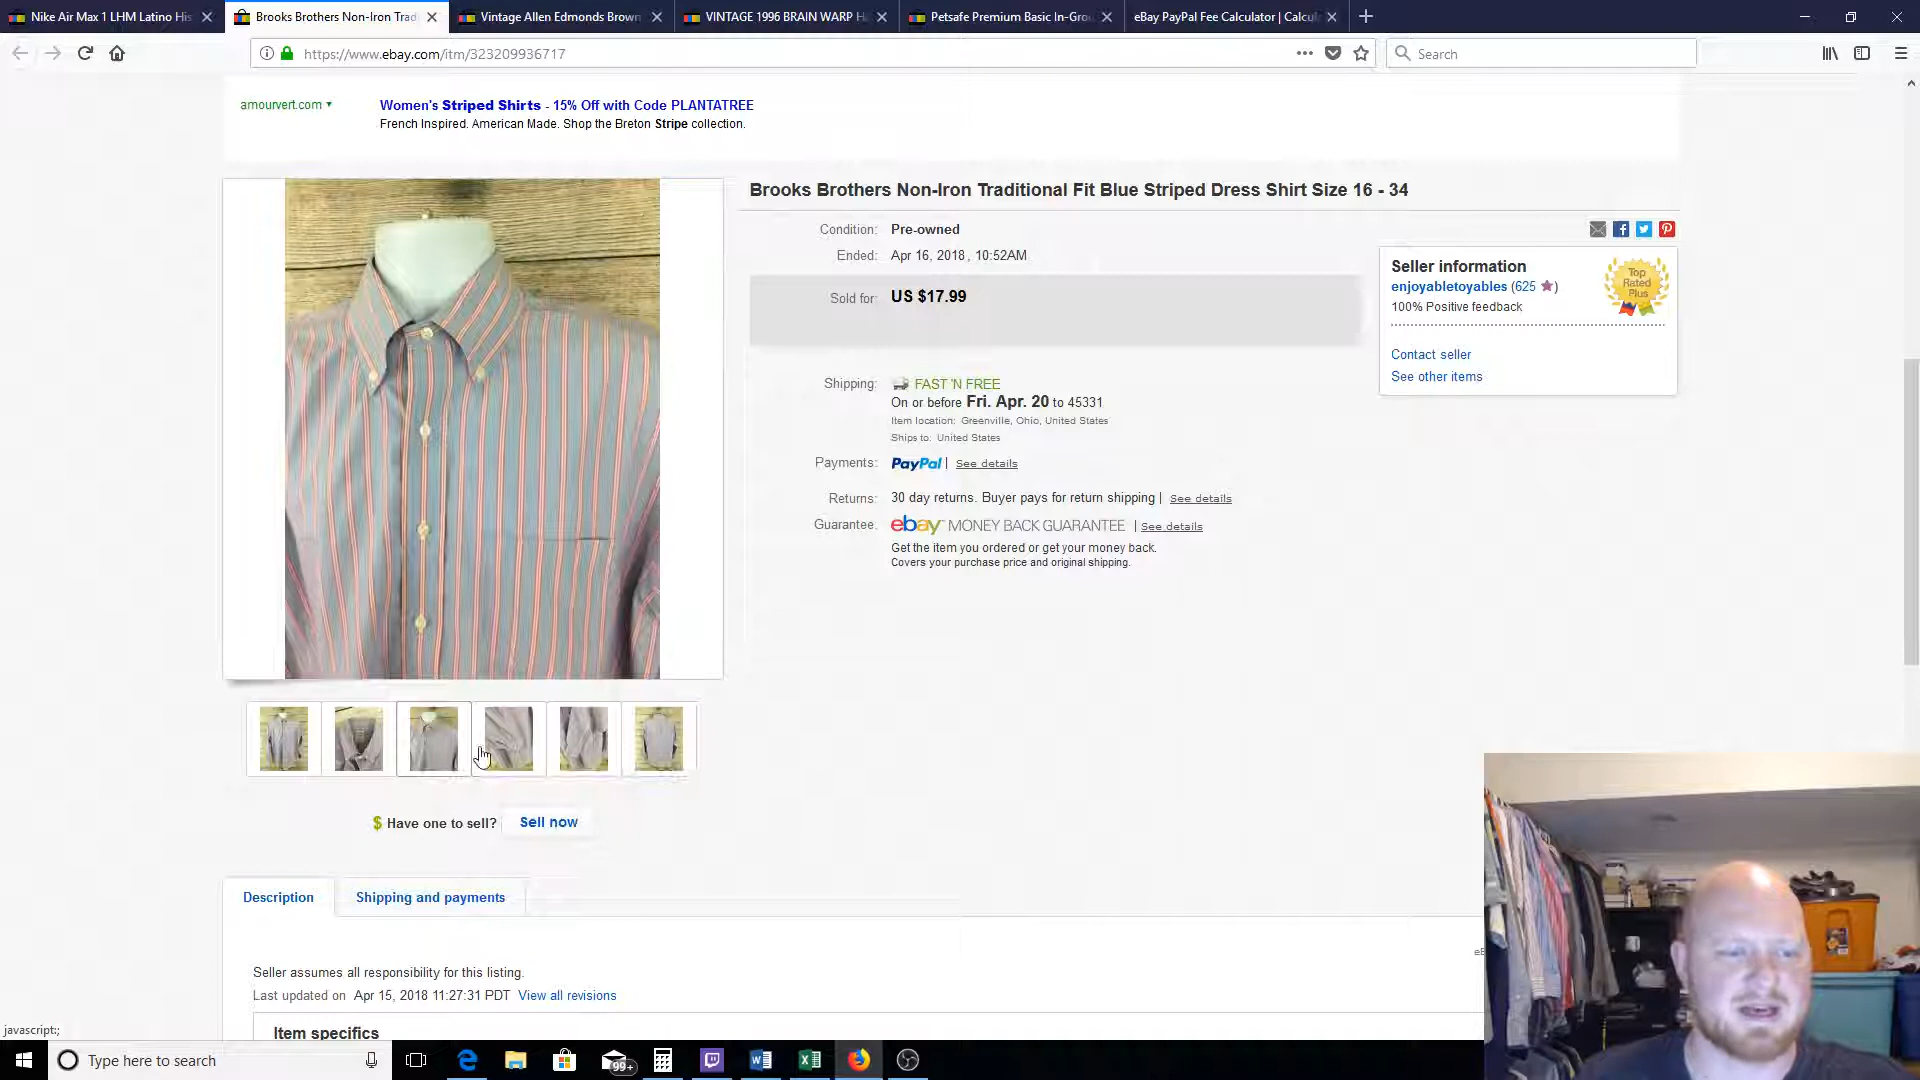 Nike Air Max 1 LHM Latino His
Brooks Brothers Non-Iron Trad
Vintage Allen Edmonds Brown
VINTAGE 1996 BRAIN WARP H
Petsafe Premium Basic In-Grou
eBay PayPal Fee Calculator | Calcul
https://www.ebay.com/itm/323209936717
Search
amourvert.com
Women's Striped Shirts - 15% Off with Code PLANTATREE
French Inspired. American Made. Shop the Breton Stripe collection.
Brooks Brothers Non-Iron Traditional Fit Blue Striped Dress Shirt Size 16 - 34
Condition: Pre-owned
Ended: Apr 16, 2018 , 10:52AM
Sold for: US $17.99
Shipping: FAST 'N FREE
On or before Fri. Apr. 20 to 45331
Item location: Greenville, Ohio, United States
Ships to: United States
Payments: PayPal | See details
Returns: 30 day returns. Buyer pays for return shipping | See details
Guarantee: ebay MONEY BACK GUARANTEE | See details
Get the item you ordered or get your money back.
Covers your purchase price and original shipping.
Seller information
enjoyabletoyables (625 )
100% Positive feedback
Top
Rated
Plus
Contact seller
See other items
$ Have one to sell? Sell now
Description
Shipping and payments
Seller assumes all responsibility for this listing.
Last updated on Apr 15, 2018 11:27:31 PDT View all revisions
Item specifics
javascript:;
Type here to search
99+